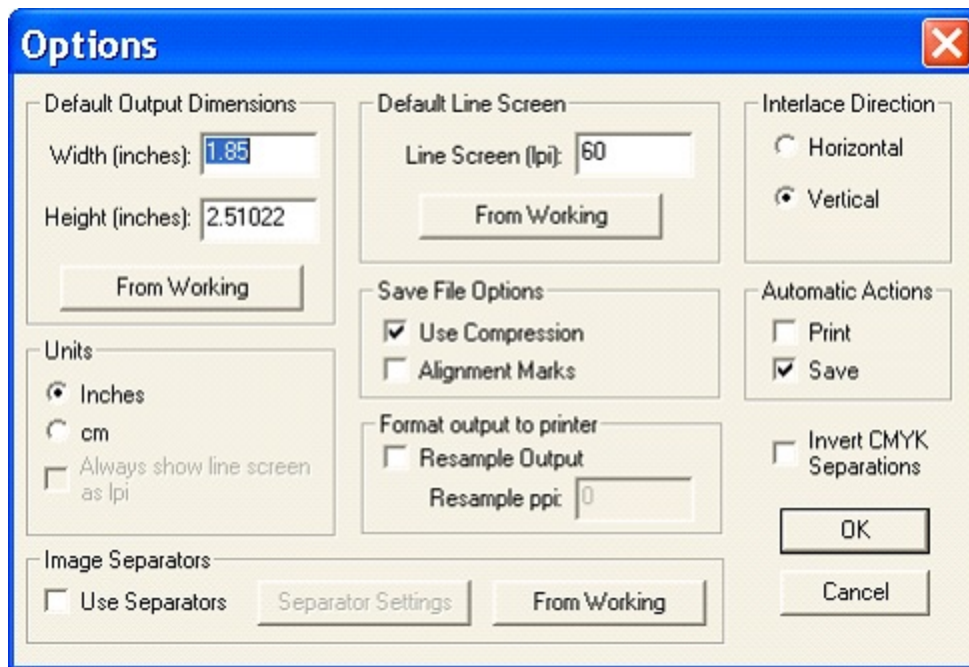 Options
Default Output Dimensions
Width (inches): 1.85
Height (inches): 2.51022
From Working
Units
Inches
cm
Always show line screen
as lpi
Default Line Screen
Line Screen (lpi): 60
From Working
Save File Options
Use Compression
Alignment Marks
Format output to printer
Resample Output
Resample ppi: 0
Interlace Direction
Horizontal
Vertical
Automatic Actions
Print
Save
Invert CMYK
Separations
Image Separators
Use Separators
Separator Settings
From Working
OK
Cancel